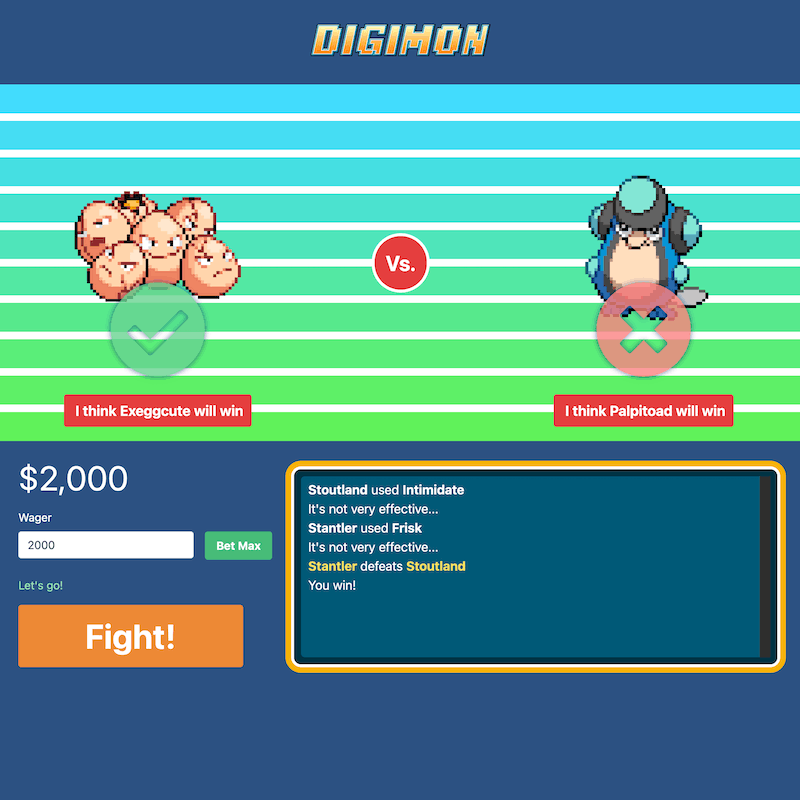 DIGIMON
Vs.
I think Exeggcute will win
I think Palpitoad will win
$2,000
Wager
2000
Bet Max
Let's go!
Fight!
Stoutland used Intimidate
It's not very effective...
Stantler used Frisk
It's not very effective...
Stantler defeats Stoutland
You win!